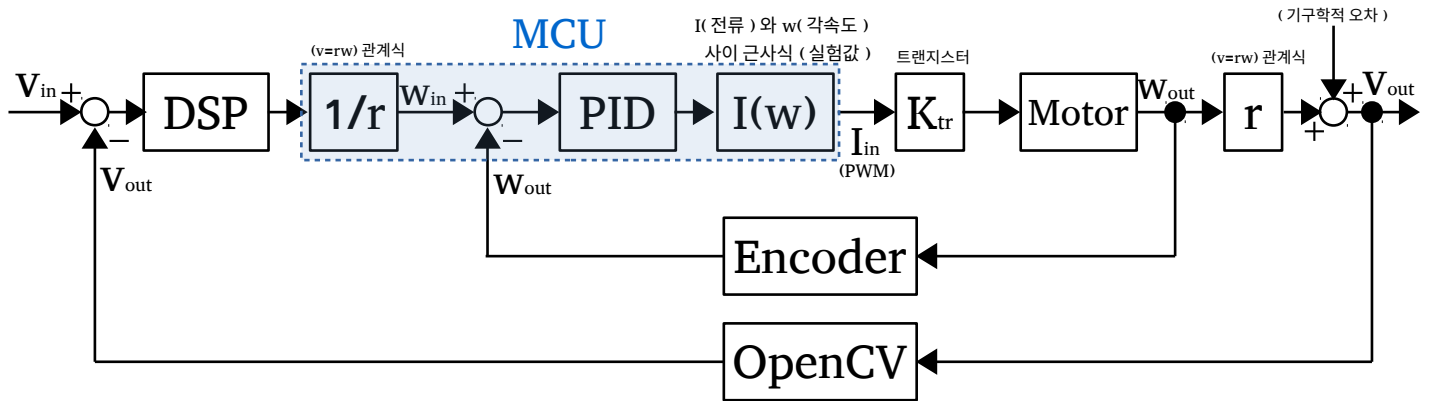 MCU
I( 전류 ) 와 w( 각속도 )
사이 근사식 ( 실험값 )
( 기구학적 오차 )
(v=rw) 관계식
트랜지스터
(v=rw) 관계식
Vin
+
−
DSP
1/r
win
+
−
PID
I(w)
Iin
(PWM)
Ktr
Motor
wout
r
+
+
Vout
Vout
wout
Encoder
OpenCV